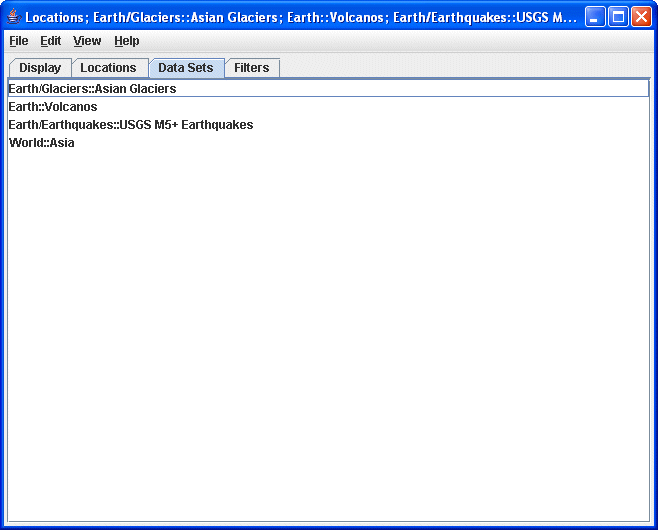 Locations; Earth/Glaciers::Asian Glaciers; Earth::Volcanos; Earth/Earthquakes::USGS M...
File Edit View Help
Display Locations Data Sets Filters
Earth/Glaciers::Asian Glaciers
Earth::Volcanos
Earth/Earthquakes::USGS M5+ Earthquakes
World::Asia